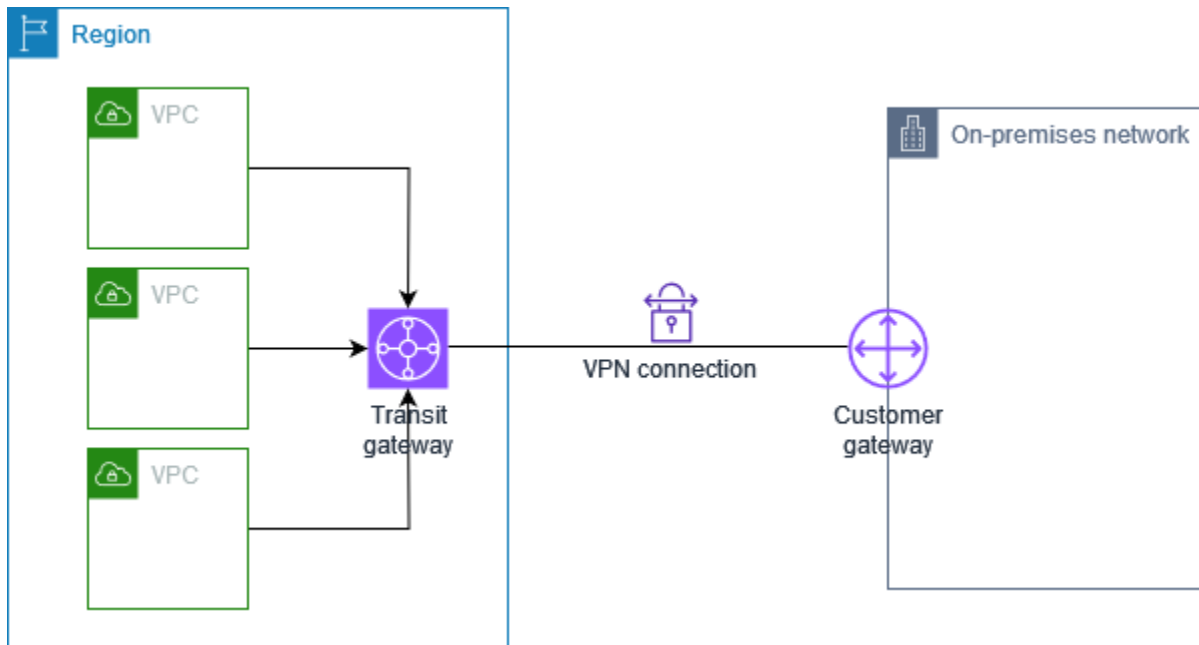 Region
VPC
On-premises network
VPC
VPN connection
Transit
gateway
Customer
gateway
VPC